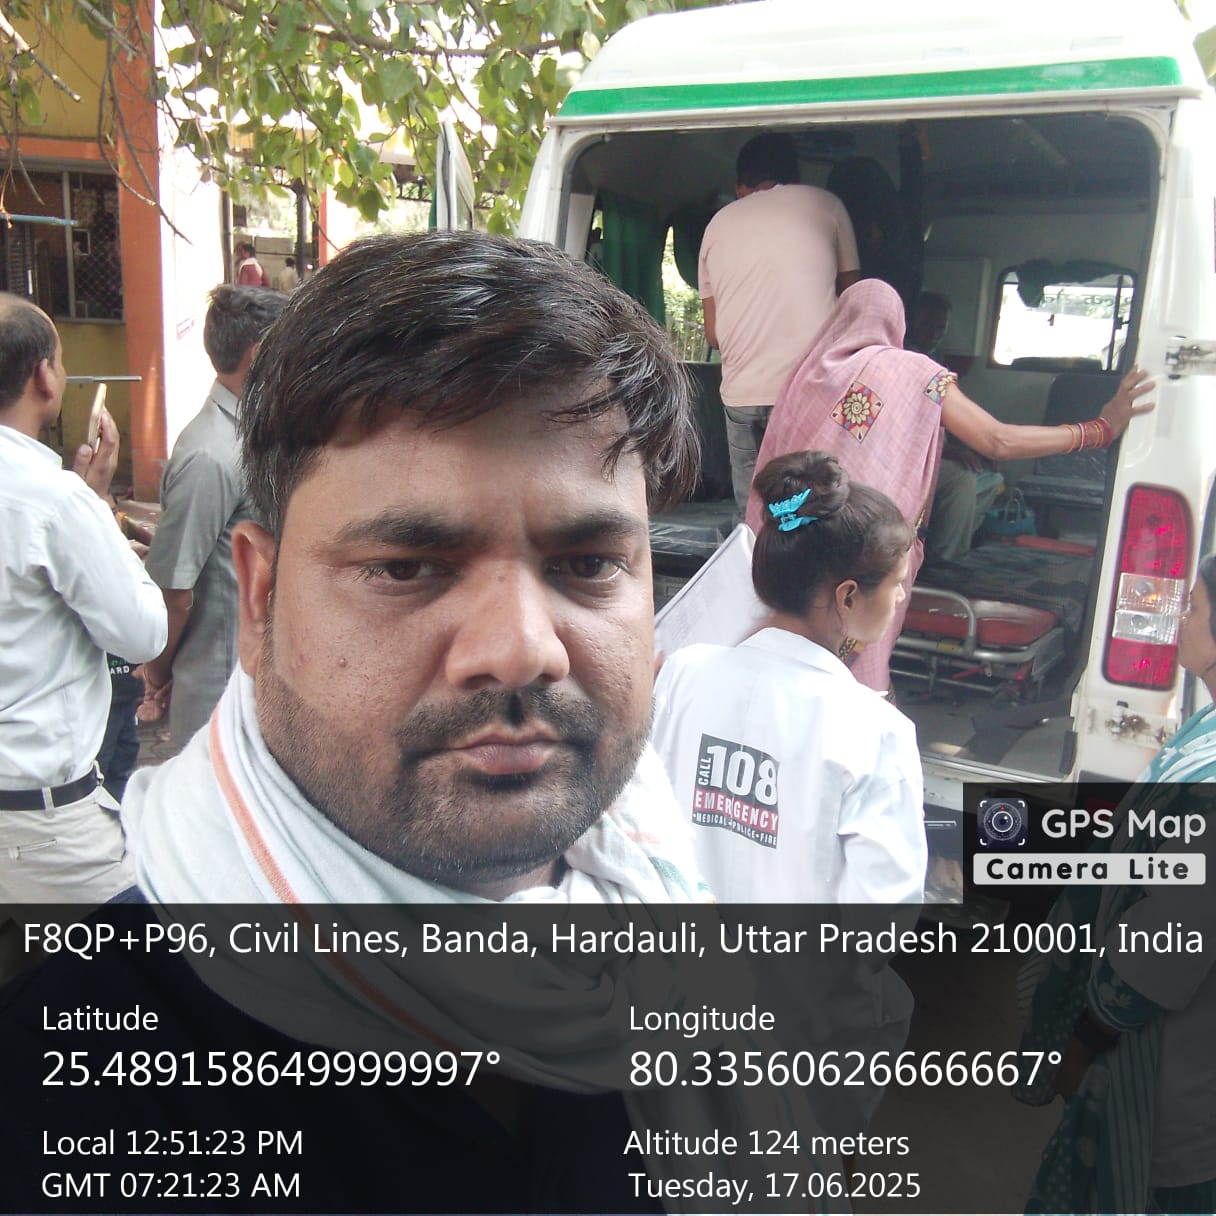 CALL 108
EMERGENCY
•MEDICAL•POLICE•FIRE
GPS Map
Camera Lite
F8QP+P96, Civil Lines, Banda, Hardauli, Uttar Pradesh 210001, India
Latitude
25.489158649999997°
Longitude
80.33560626666667°
Local 12:51:23 PM
GMT 07:21:23 AM
Altitude 124 meters
Tuesday, 17.06.2025